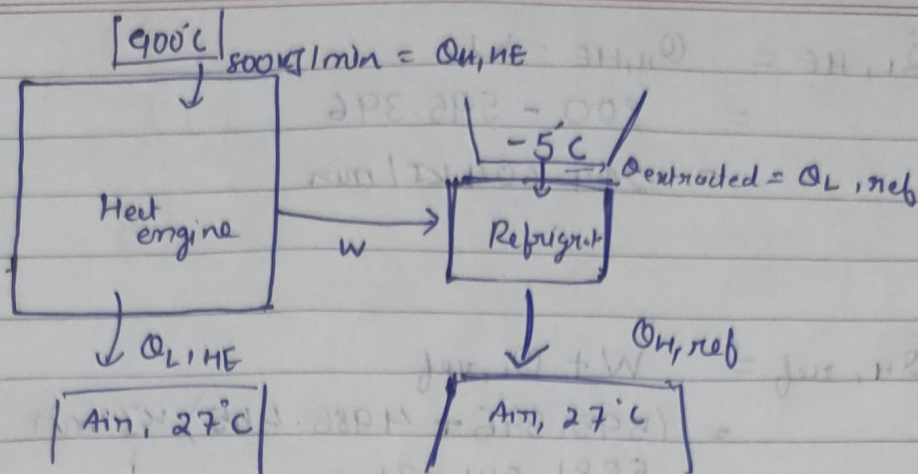 900°C
800KJ/min = QH,HE
-5°C
Qextracted = QL,ref
Heat engine
W
Refrigrat
QL,HE
QH,ref
Air, 27°C
Air, 27°C